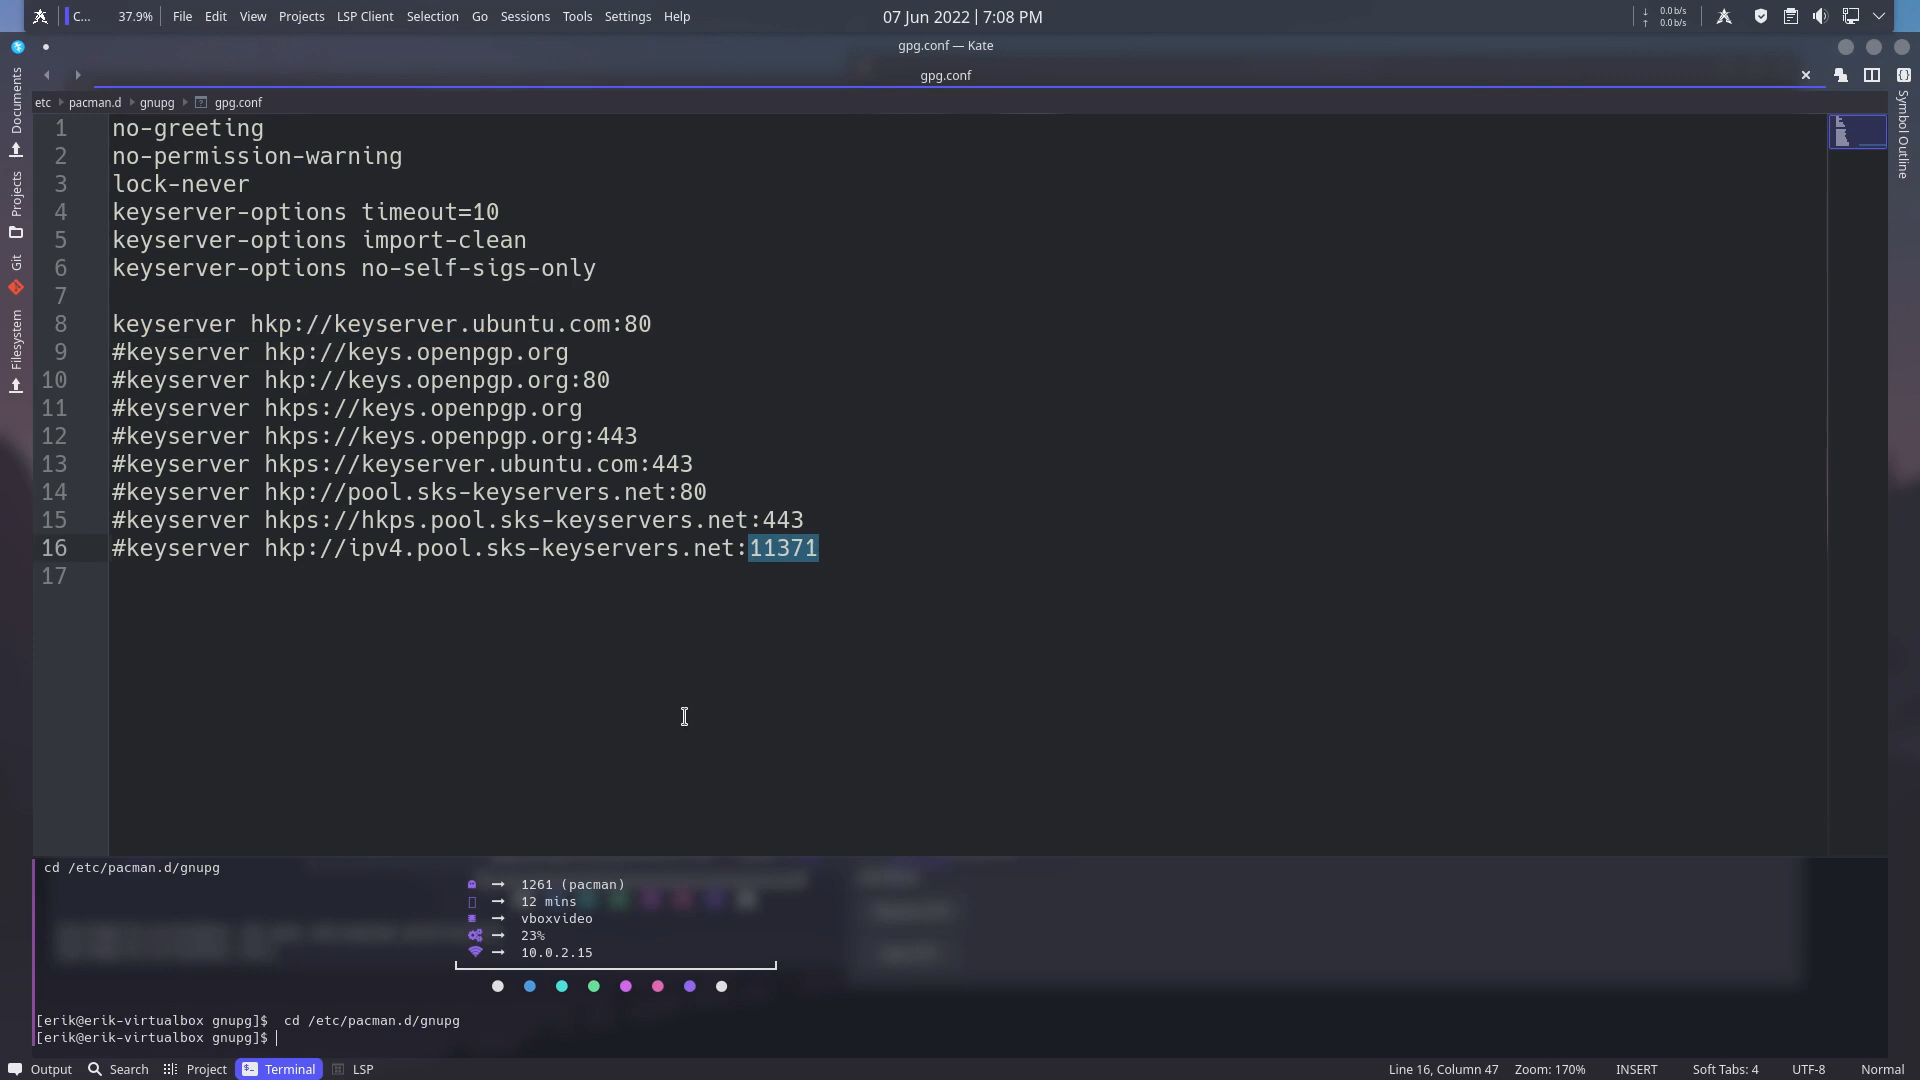 C... 37.9% File Edit View Projects LSP Client Selection Go Sessions Tools Settings Help 07 Jun 2022 | 7:08 PM ↓ 0.0 b/s
↑ 0.0 b/s
gpg.conf — Kate
gpg.conf
etc pacman.d gnupg gpg.conf
Documents
Projects
Git
Filesystem
Symbol Outline
1 no-greeting
2 no-permission-warning
3 lock-never
4 keyserver-options timeout=10
5 keyserver-options import-clean
6 keyserver-options no-self-sigs-only
7
8 keyserver hkp://keyserver.ubuntu.com:80
9 #keyserver hkp://keys.openpgp.org
10 #keyserver hkp://keys.openpgp.org:80
11 #keyserver hkps://keys.openpgp.org
12 #keyserver hkps://keys.openpgp.org:443
13 #keyserver hkps://keyserver.ubuntu.com:443
14 #keyserver hkp://pool.sks-keyservers.net:80
15 #keyserver hkps://hkps.pool.sks-keyservers.net:443
16 #keyserver hkp://ipv4.pool.sks-keyservers.net:11371
17
cd /etc/pacman.d/gnupg
→ 1261 (pacman)
→ 12 mins
→ vboxvideo
→ 23%
→ 10.0.2.15
[erik@erik-virtualbox gnupg]$  cd /etc/pacman.d/gnupg
[erik@erik-virtualbox gnupg]$
Output Search Project Terminal LSP Line 16, Column 47 Zoom: 170% INSERT Soft Tabs: 4 UTF-8 Normal